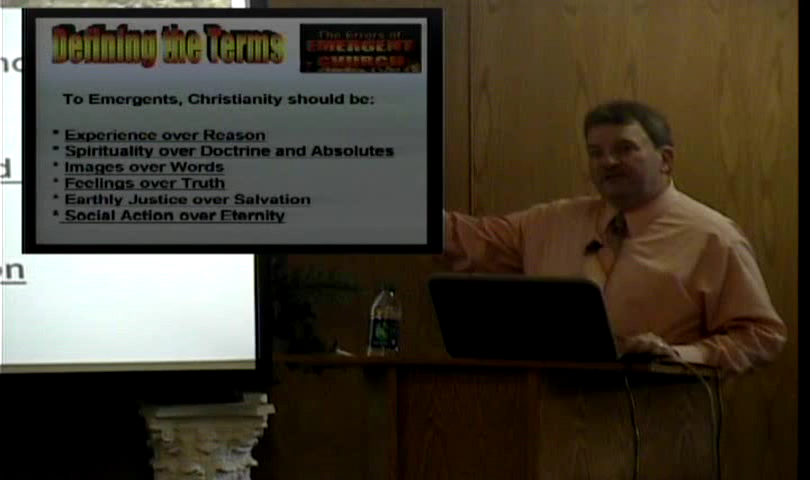 Defining the Terms
The Errors of
EMERGENT
CHURCH
To Emergents, Christianity should be:
* Experience over Reason
* Spirituality over Doctrine and Absolutes
* Images over Words
* Feelings over Truth
* Earthly Justice over Salvation
* Social Action over Eternity